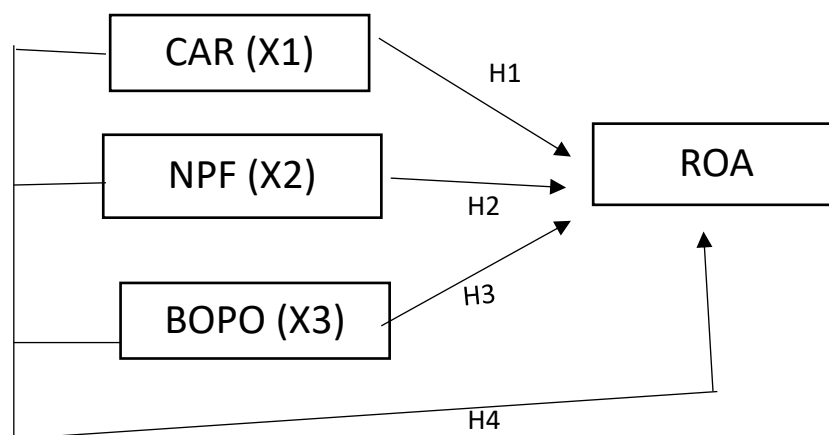 CAR (X1)
H1
NPF (X2)
ROA
H2
BOPO (X3)
H3
H4